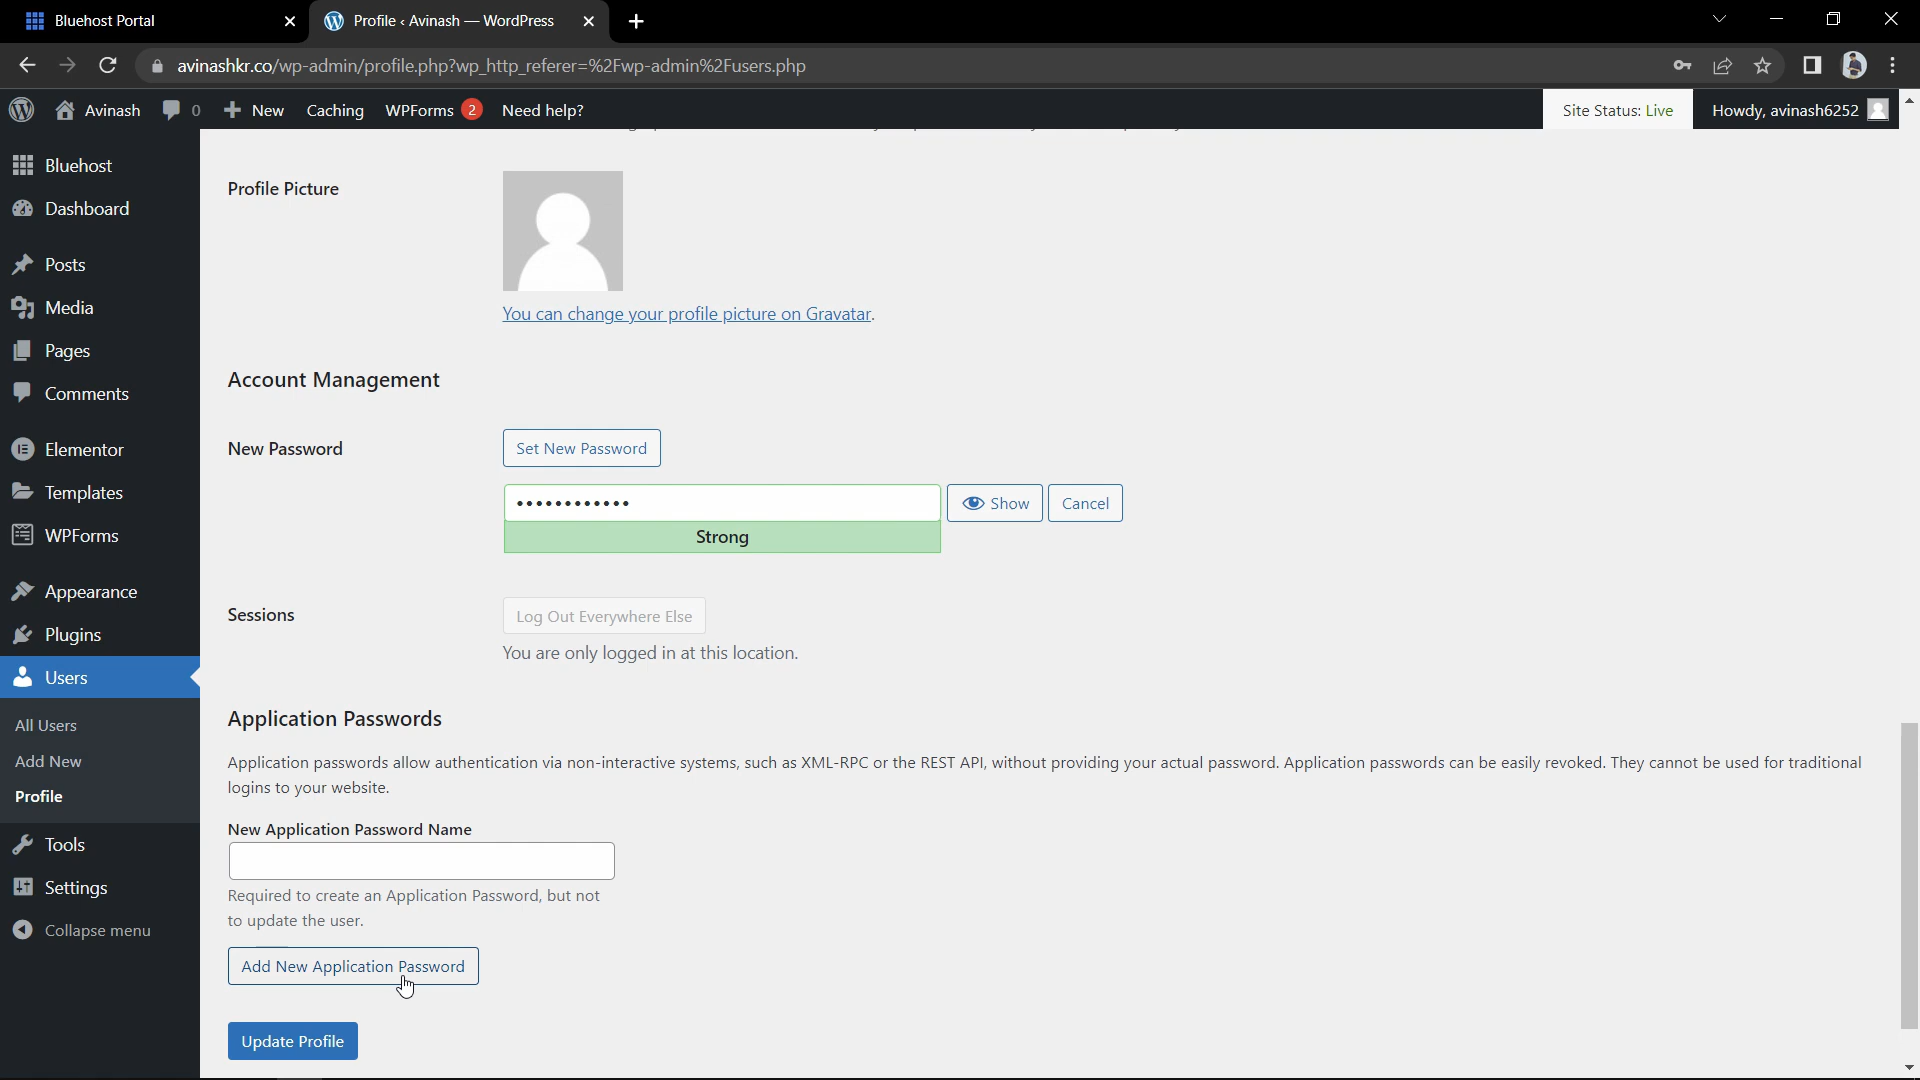 Bluehost Portal
Profile ‹ Avinash — WordPress
avinashkr.co/wp-admin/profile.php?wp_http_referer=%2Fwp-admin%2Fusers.php
Avinash
0
New
Caching
WPForms 2
Need help?
Site Status: Live
Howdy, avinash6252
Bluehost
Dashboard
Posts
Media
Pages
Comments
Elementor
Templates
WPForms
Appearance
Plugins
Users
All Users
Add New
Profile
Tools
Settings
Collapse menu
Profile Picture
You can change your profile picture on Gravatar.
Account Management
New Password
Set New Password
••••••••••••
Show
Cancel
Strong
Sessions
Log Out Everywhere Else
You are only logged in at this location.
Application Passwords
Application passwords allow authentication via non-interactive systems, such as XML-RPC or the REST API, without providing your actual password. Application passwords can be easily revoked. They cannot be used for traditional
logins to your website.
New Application Password Name
Required to create an Application Password, but not
to update the user.
Add New Application Password
Update Profile